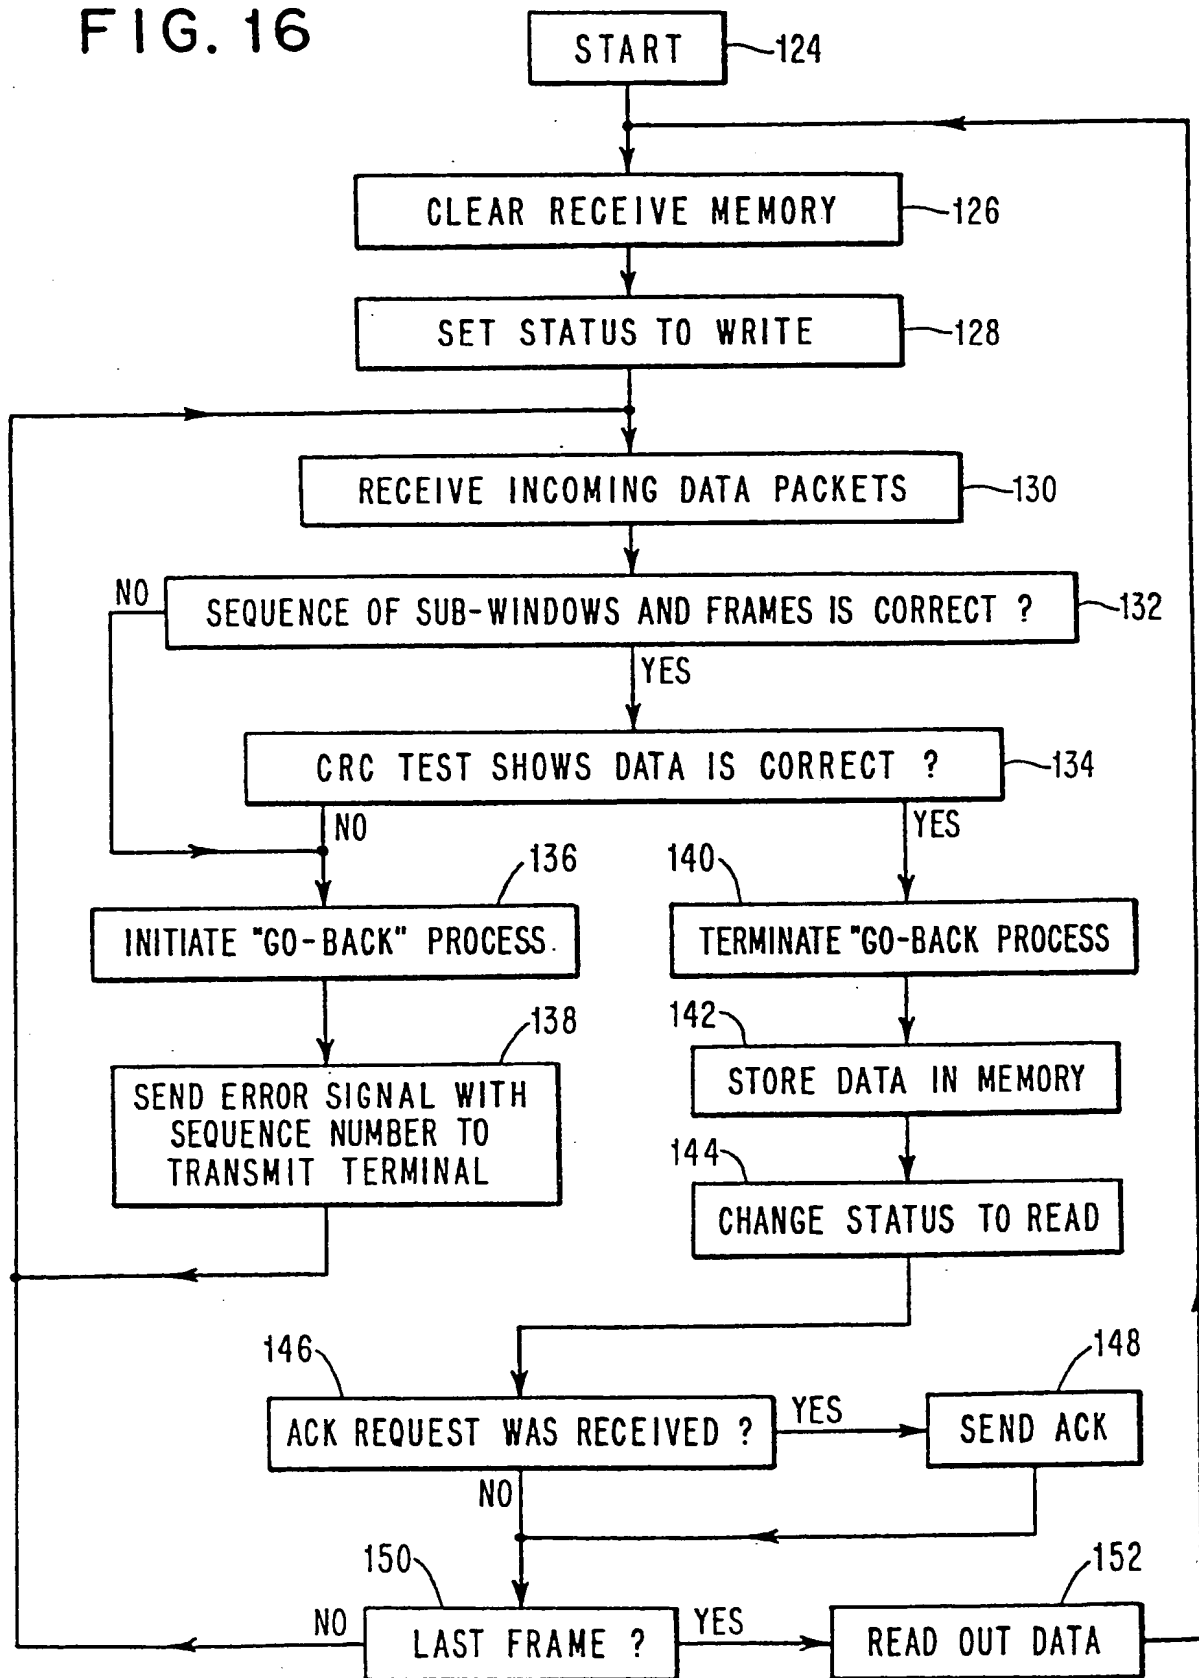 FIG. 16
START
124
CLEAR RECEIVE MEMORY
126
SET STATUS TO WRITE
128
RECEIVE INCOMING DATA PACKETS
130
NO
SEQUENCE OF SUB-WINDOWS AND FRAMES IS CORRECT ?
132
YES
CRC TEST SHOWS DATA IS CORRECT ?
134
NO
YES
136
140
INITIATE "GO-BACK" PROCESS.
TERMINATE "GO-BACK PROCESS
138
142
SEND ERROR SIGNAL WITH
SEQUENCE NUMBER TO
TRANSMIT TERMINAL
STORE DATA IN MEMORY
144
CHANGE STATUS TO READ
146
148
ACK REQUEST WAS RECEIVED ?
YES
SEND ACK
NO
150
152
NO
LAST FRAME ?
YES
READ OUT DATA